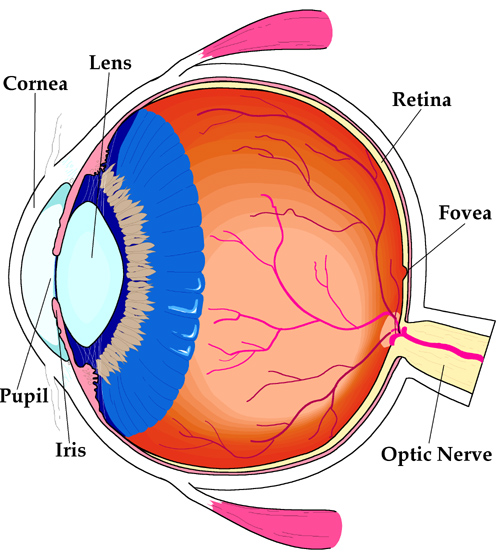 Lens
Cornea
Retina
Fovea
Pupil
Iris
Optic Nerve